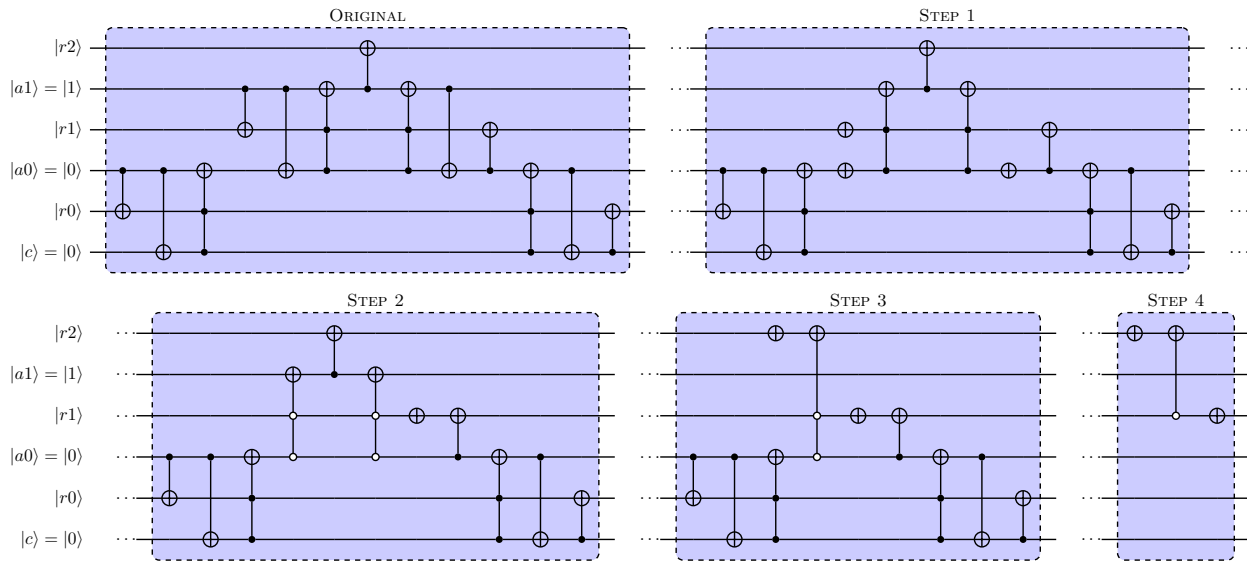 ORIGINAL
STEP 1
|r2⟩
|a1⟩ = |1⟩
|r1⟩
|a0⟩ = |0⟩
|r0⟩
|c⟩ = |0⟩
STEP 2
STEP 3
STEP 4
|r2⟩
|a1⟩ = |1⟩
|r1⟩
|a0⟩ = |0⟩
|r0⟩
|c⟩ = |0⟩